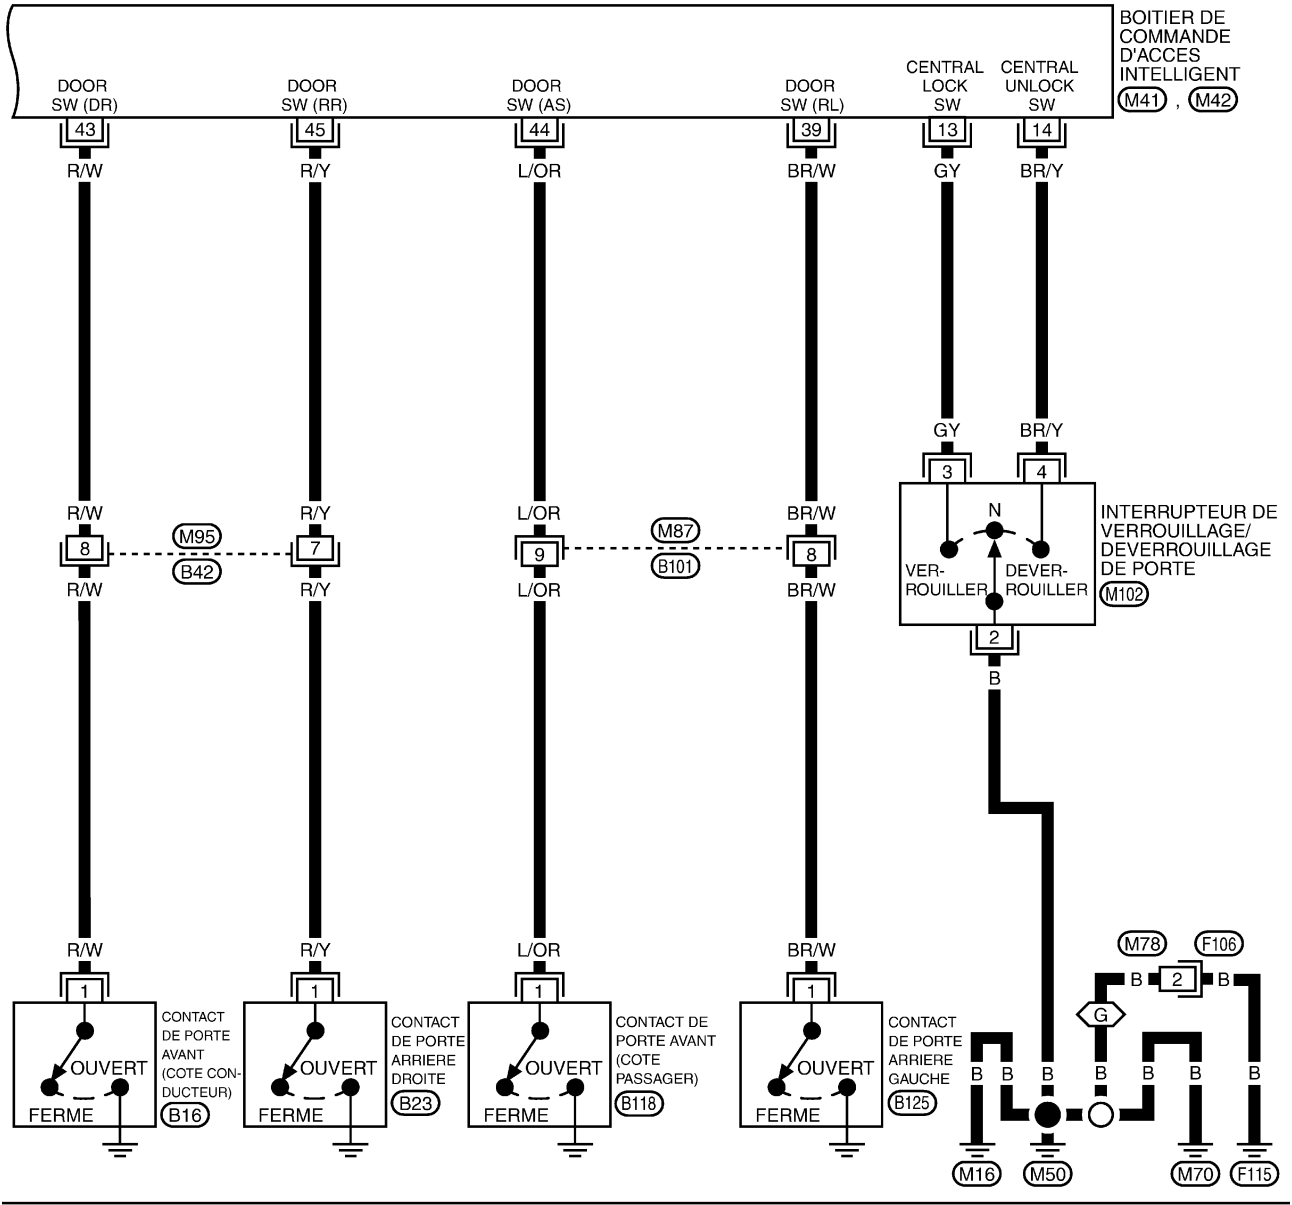 BOITIER DE
COMMANDE
D'ACCES
INTELLIGENT
M41 , M42
DOOR
SW (DR)
DOOR
SW (RR)
DOOR
SW (AS)
DOOR
SW (RL)
CENTRAL
LOCK
SW
CENTRAL
UNLOCK
SW
43 45 44 39 13 14
R/W R/Y L/OR BR/W GY BR/Y
GY BR/Y
3 4
R/W R/Y L/OR BR/W
8 M95 7 9 M87 8
B42 B101
R/W R/Y L/OR BR/W
N
VER-
ROUILLER
DEVER-
ROUILLER
INTERRUPTEUR DE
VERROUILLAGE/
DEVERROUILLAGE
DE PORTE
M102
2
B
R/W R/Y L/OR BR/W
1 1 1 1
OUVERT
FERME
CONTACT
DE PORTE
AVANT
(COTE CON-
DUCTEUR)
B16
OUVERT
FERME
CONTACT
DE PORTE
ARRIERE
DROITE
B23
OUVERT
FERME
CONTACT DE
PORTE AVANT
(COTE
PASSAGER)
B118
OUVERT
FERME
CONTACT
DE PORTE
ARRIERE
GAUCHE
B125
M78 F106
B 2 B
G
B B B B B B B
M16 M50 M70 F115